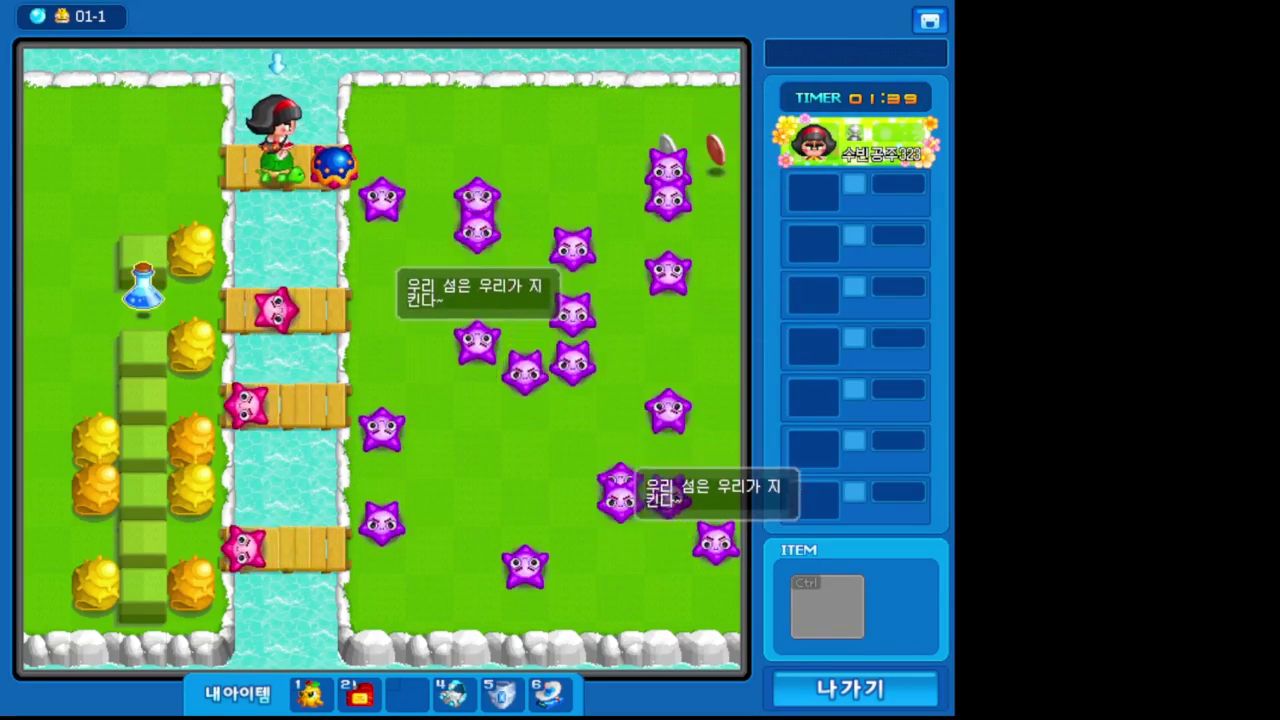 01-1
TIMER 01:39
수빈공주323
우리 섬은 우리가 지
킨다~
우리 섬은 우리가 지
킨다~
ITEM
Ctrl
내아이템
1
2
4
5
6
나가기